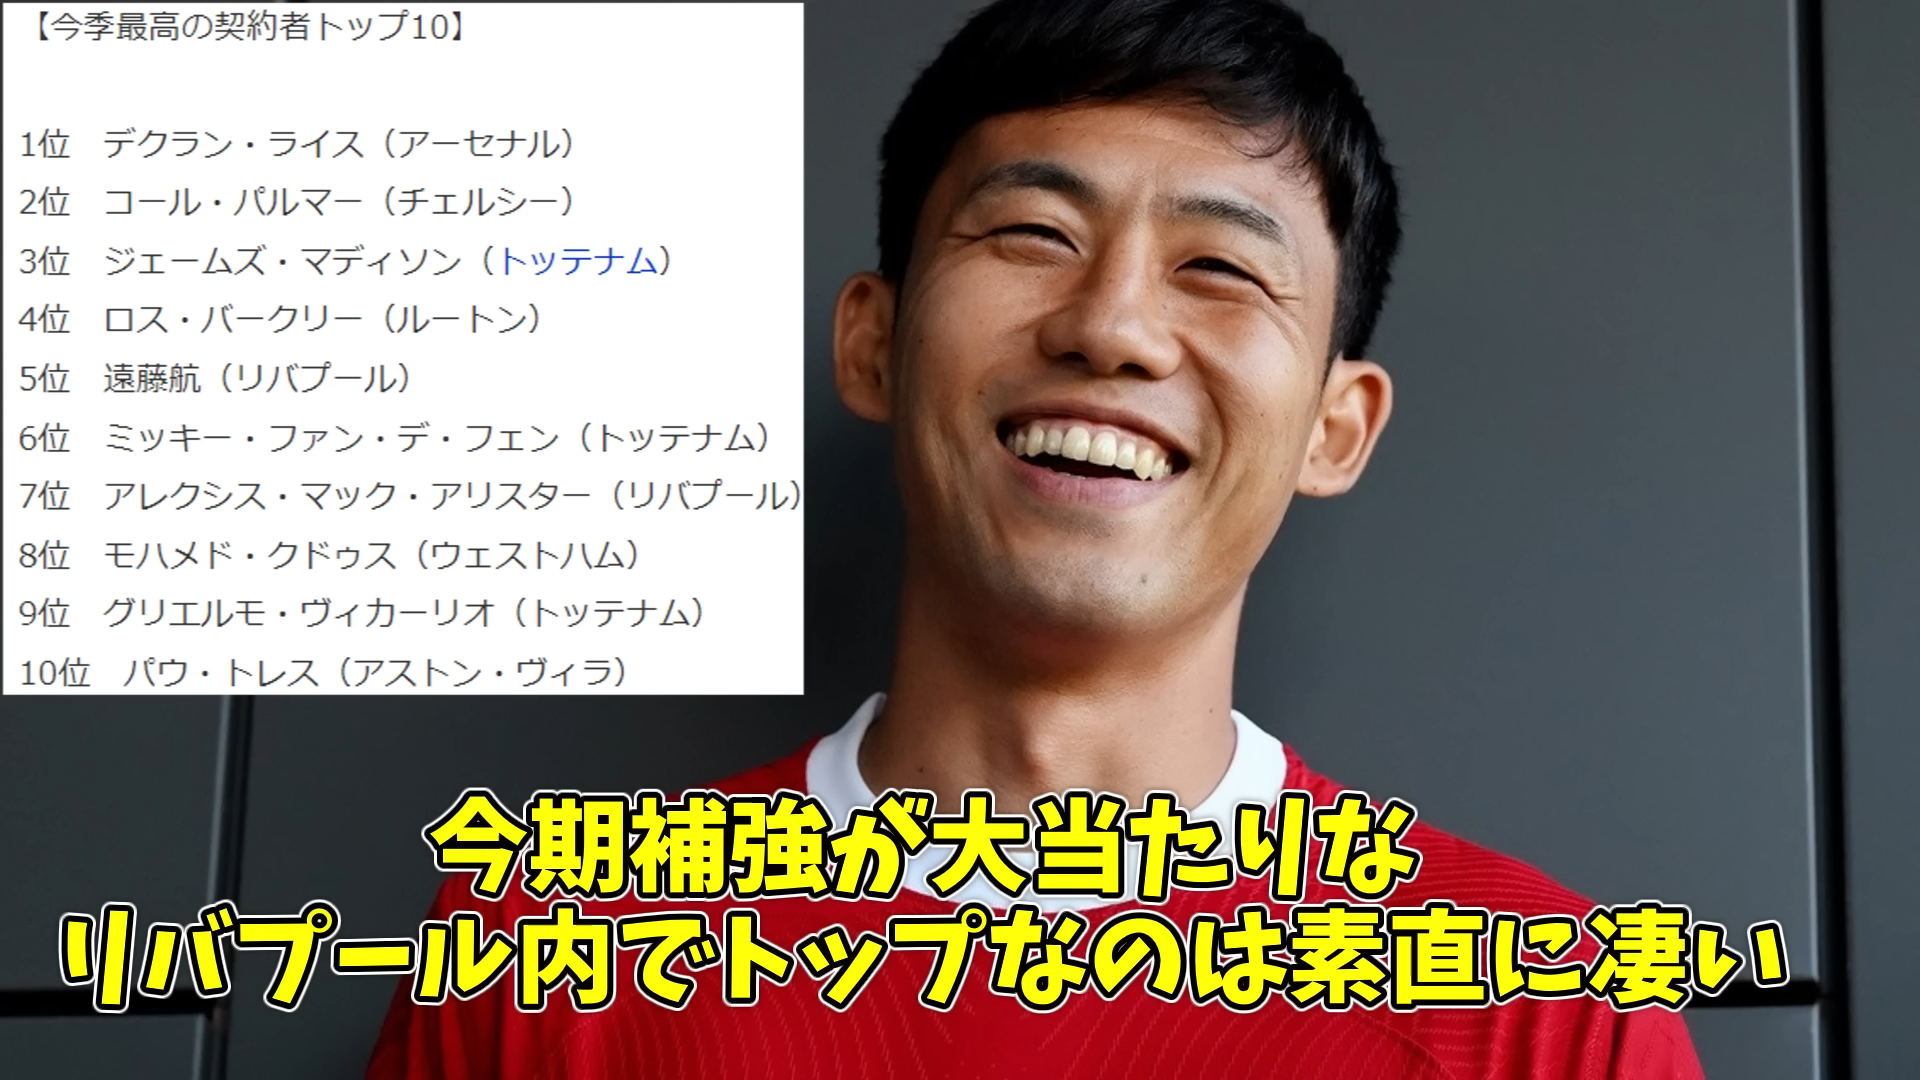 【今季最高の契約者トップ10】
1位　デクラン・ライス（アーセナル）
2位　コール・パルマー（チェルシー）
3位　ジェームズ・マディソン（トッテナム）
4位　ロス・バークリー（ルートン）
5位　遠藤航（リバプール）
6位　ミッキー・ファン・デ・フェン（トッテナム）
7位　アレクシス・マック・アリスター（リバプール）
8位　モハメド・クドゥス（ウェストハム）
9位　グリエルモ・ヴィカーリオ（トッテナム）
10位　パウ・トレス（アストン・ヴィラ）
今期補強が大当たりな
リバプール内でトップなのは素直に凄い